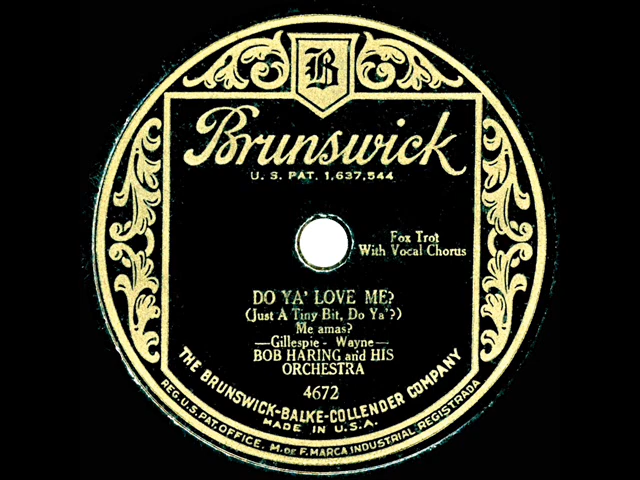 B
Brunswick
U. S. PAT. 1,637,544
Fox Trot
With Vocal Chorus
DO YA' LOVE ME?
(Just A Tiny Bit, Do Ya'?)
Me amas?
—Gillespie - Wayne—
BOB HARING and HIS
ORCHESTRA
4672
THE BRUNSWICK-BALKE-COLLENDER COMPANY
MADE IN U.S.A.
REG. U.S. PAT. OFFICE. M. DE F. MARCA INDUSTRIAL REGISTRADA